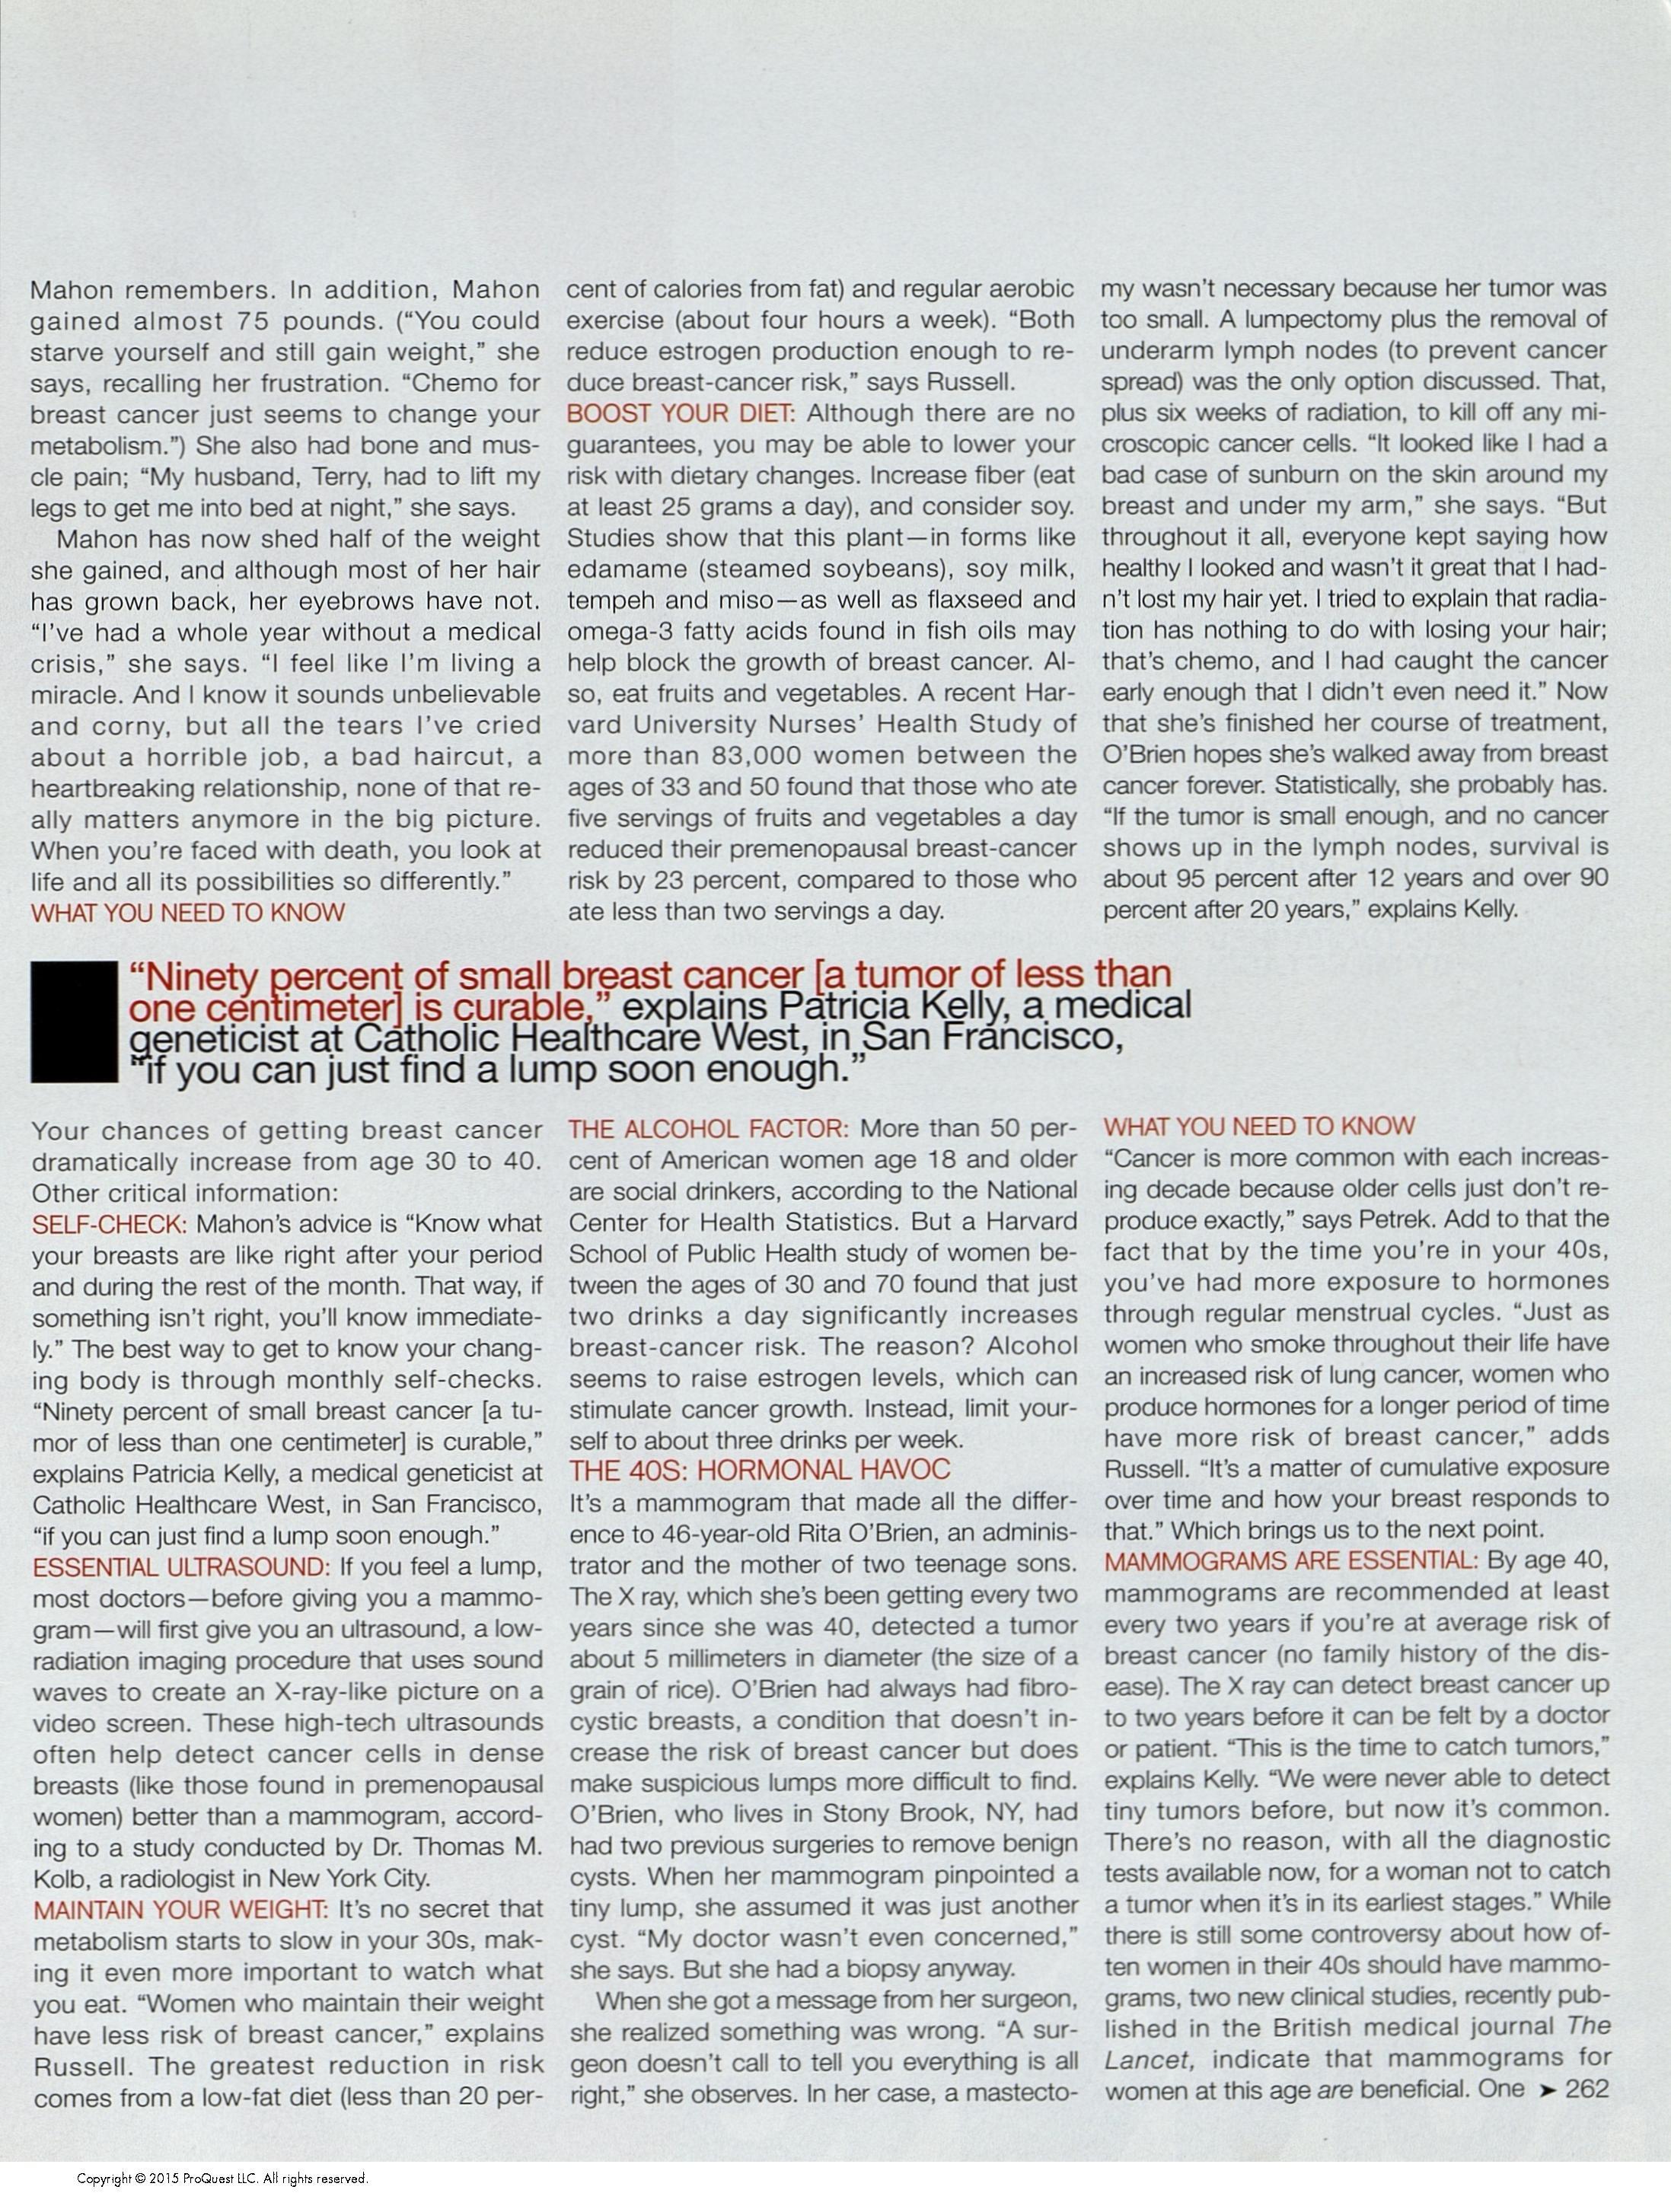 Mahon remembers. In addition, Mahon
gained almost 75 pounds. (“You could
starve yourself and still gain weight,” she
says, recalling her frustration. “Chemo for
breast cancer just seems to change your
metabolism.”) She also had bone and mus-
cle pain; “My husband, Terry, had to lift my
legs to get me into bed at night,” she says.
Mahon has now shed half of the weight
she gained, and although most of her hair
has grown back, her eyebrows have not.
“I’ve had a whole year without a medical
crisis,” she says. “I feel like I’m living a
miracle. And I know it sounds unbelievable
and corny, but all the tears I’ve cried
about a horrible job, a bad haircut, a
heartbreaking relationship, none of that re-
ally matters anymore in the big picture.
When you’re faced with death, you look at
life and all its possibilities so differently.”
WHAT YOU NEED TO KNOW
cent of calories from fat) and regular aerobic
exercise (about four hours a week). “Both
reduce estrogen production enough to re-
duce breast-cancer risk,” says Russell.
BOOST YOUR DIET: Although there are no
guarantees, you may be able to lower your
risk with dietary changes. Increase fiber (eat
at least 25 grams a day), and consider soy.
Studies show that this plant—in forms like
edamame (steamed soybeans), soy milk,
tempeh and miso—as well as flaxseed and
omega-3 fatty acids found in fish oils may
help block the growth of breast cancer. Al-
so, eat fruits and vegetables. A recent Har-
vard University Nurses’ Health Study of
more than 83,000 women between the
ages of 33 and 50 found that those who ate
five servings of fruits and vegetables a day
reduced their premenopausal breast-cancer
risk by 23 percent, compared to those who
ate less than two servings a day.
my wasn’t necessary because her tumor was
too small. A lumpectomy plus the removal of
underarm lymph nodes (to prevent cancer
spread) was the only option discussed. That,
plus six weeks of radiation, to kill off any mi-
croscopic cancer cells. “It looked like I had a
bad case of sunburn on the skin around my
breast and under my arm,” she says. “But
throughout it all, everyone kept saying how
healthy I looked and wasn’t it great that I had-
n’t lost my hair yet. I tried to explain that radia-
tion has nothing to do with losing your hair;
that’s chemo, and I had caught the cancer
early enough that I didn’t even need it.” Now
that she’s finished her course of treatment,
O’Brien hopes she’s walked away from breast
cancer forever. Statistically, she probably has.
“If the tumor is small enough, and no cancer
shows up in the lymph nodes, survival is
about 95 percent after 12 years and over 90
percent after 20 years,” explains Kelly.
“Ninety percent of small breast cancer [a tumor of less than
one centimeter] is curable,” explains Patricia Kelly, a medical
geneticist at Catholic Healthcare West, in San Francisco,
“if you can just find a lump soon enough.”
Your chances of getting breast cancer
dramatically increase from age 30 to 40.
Other critical information:
SELF-CHECK: Mahon’s advice is “Know what
your breasts are like right after your period
and during the rest of the month. That way, if
something isn’t right, you’ll know immediate-
ly.” The best way to get to know your chang-
ing body is through monthly self-checks.
“Ninety percent of small breast cancer [a tu-
mor of less than one centimeter] is curable,”
explains Patricia Kelly, a medical geneticist at
Catholic Healthcare West, in San Francisco,
“if you can just find a lump soon enough.”
ESSENTIAL ULTRASOUND: If you feel a lump,
most doctors—before giving you a mammo-
gram—will first give you an ultrasound, a low-
radiation imaging procedure that uses sound
waves to create an X-ray-like picture on a
video screen. These high-tech ultrasounds
often help detect cancer cells in dense
breasts (like those found in premenopausal
women) better than a mammogram, accord-
ing to a study conducted by Dr. Thomas M.
Kolb, a radiologist in New York City.
MAINTAIN YOUR WEIGHT: It’s no secret that
metabolism starts to slow in your 30s, mak-
ing it even more important to watch what
you eat. “Women who maintain their weight
have less risk of breast cancer,” explains
Russell. The greatest reduction in risk
comes from a low-fat diet (less than 20 per-
THE ALCOHOL FACTOR: More than 50 per-
cent of American women age 18 and older
are social drinkers, according to the National
Center for Health Statistics. But a Harvard
School of Public Health study of women be-
tween the ages of 30 and 70 found that just
two drinks a day significantly increases
breast-cancer risk. The reason? Alcohol
seems to raise estrogen levels, which can
stimulate cancer growth. Instead, limit your-
self to about three drinks per week.
THE 40S: HORMONAL HAVOC
It’s a mammogram that made all the differ-
ence to 46-year-old Rita O’Brien, an adminis-
trator and the mother of two teenage sons.
The X ray, which she’s been getting every two
years since she was 40, detected a tumor
about 5 millimeters in diameter (the size of a
grain of rice). O’Brien had always had fibro-
cystic breasts, a condition that doesn’t in-
crease the risk of breast cancer but does
make suspicious lumps more difficult to find.
O’Brien, who lives in Stony Brook, NY, had
had two previous surgeries to remove benign
cysts. When her mammogram pinpointed a
tiny lump, she assumed it was just another
cyst. “My doctor wasn’t even concerned,”
she says. But she had a biopsy anyway.
When she got a message from her surgeon,
she realized something was wrong. “A sur-
geon doesn’t call to tell you everything is all
right,” she observes. In her case, a mastecto-
WHAT YOU NEED TO KNOW
“Cancer is more common with each increas-
ing decade because older cells just don’t re-
produce exactly,” says Petrek. Add to that the
fact that by the time you’re in your 40s,
you’ve had more exposure to hormones
through regular menstrual cycles. “Just as
women who smoke throughout their life have
an increased risk of lung cancer, women who
produce hormones for a longer period of time
have more risk of breast cancer,” adds
Russell. “It’s a matter of cumulative exposure
over time and how your breast responds to
that.” Which brings us to the next point.
MAMMOGRAMS ARE ESSENTIAL: By age 40,
mammograms are recommended at least
every two years if you’re at average risk of
breast cancer (no family history of the dis-
ease). The X ray can detect breast cancer up
to two years before it can be felt by a doctor
or patient. “This is the time to catch tumors,”
explains Kelly. “We were never able to detect
tiny tumors before, but now it’s common.
There’s no reason, with all the diagnostic
tests available now, for a woman not to catch
a tumor when it’s in its earliest stages.” While
there is still some controversy about how of-
ten women in their 40s should have mammo-
grams, two new clinical studies, recently pub-
lished in the British medical journal The
Lancet, indicate that mammograms for
women at this age are beneficial. One ➤ 262
Copyright © 2015 ProQuest LLC. All rights reserved.